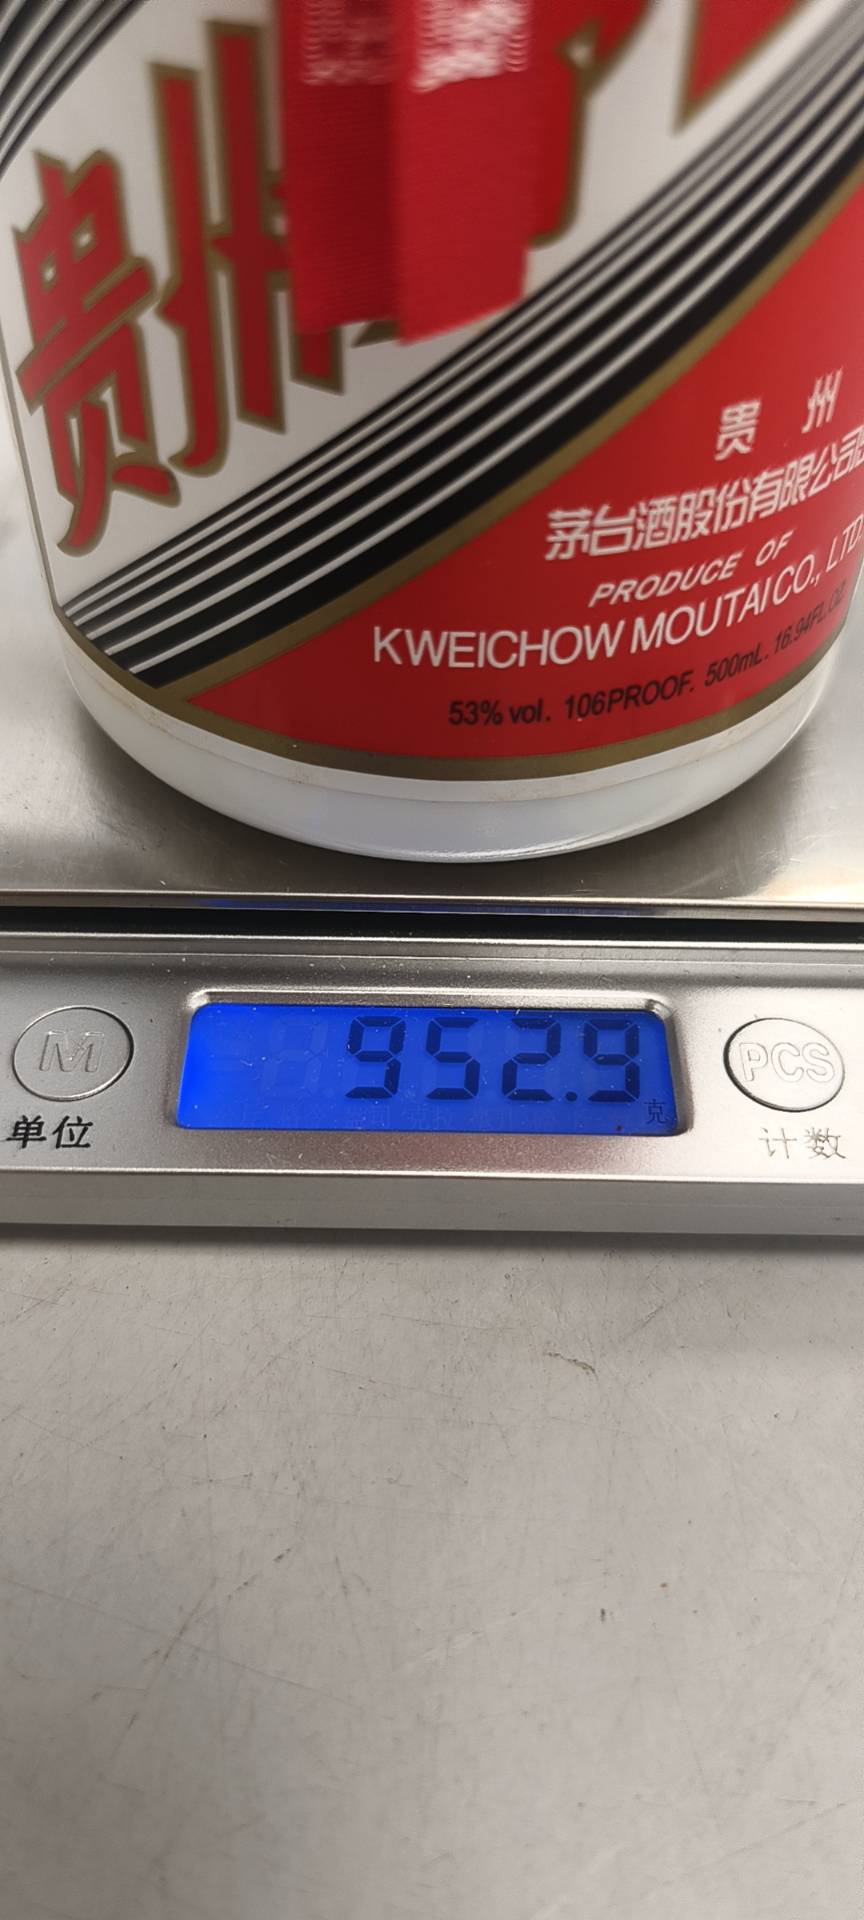 贵州
贵 州
茅台酒股份有限公司
PRODUCE OF
KWEICHOW MOUTAI CO., LTD.
53% vol. 106PROOF. 500mL. 16.94FL.OZ.
952.9
克
M
单位
PCS
计数